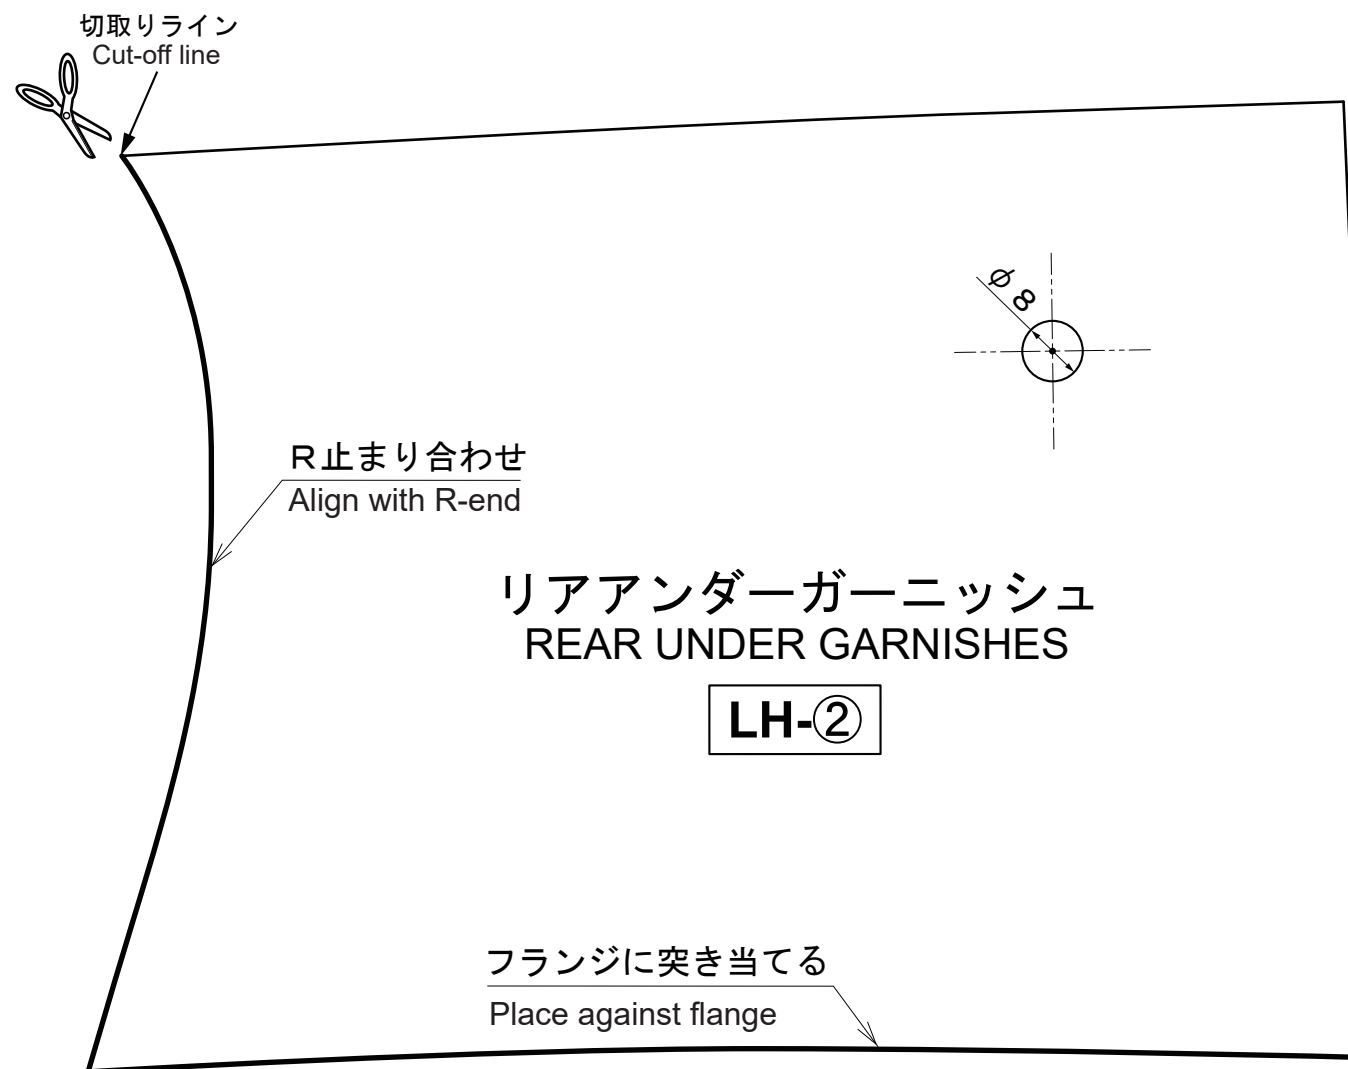 切取りライン
Cut-off line
φ8
R止まり合わせ
Align with R-end
リアアンダーガーニッシュ
REAR UNDER GARNISHES
LH-②
フランジに突き当てる
Place against flange